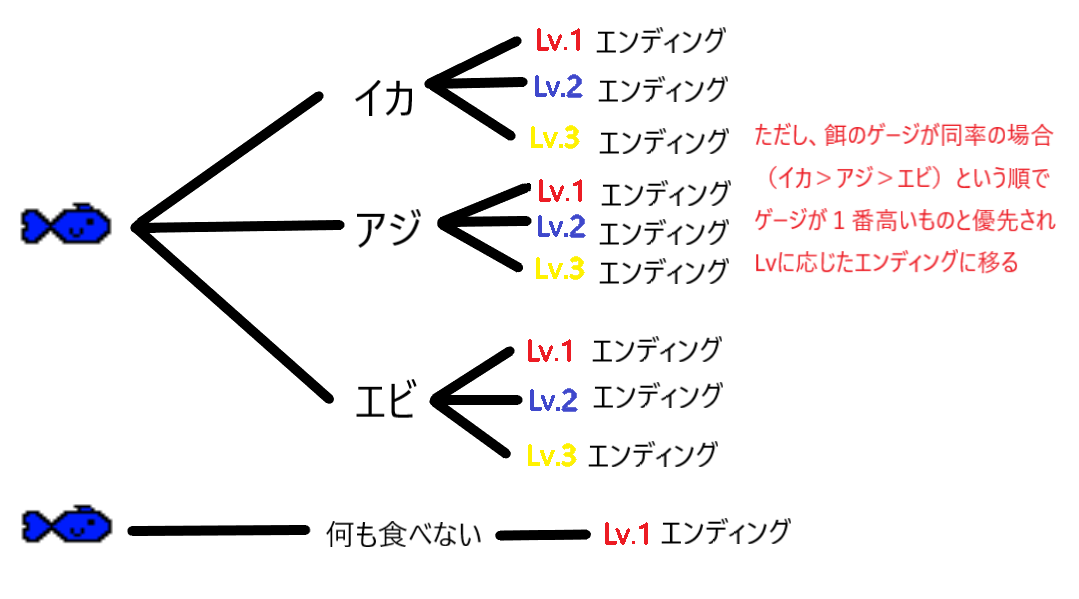 イカ
Lv.1 エンディング
Lv.2 エンディング
Lv.3 エンディング
アジ
Lv.1 エンディング
Lv.2 エンディング
Lv.3 エンディング
ただし、餌のゲージが同率の場合
（イカ＞アジ＞エビ）という順で
ゲージが１番高いものと優先され
Lvに応じたエンディングに移る
エビ
Lv.1 エンディング
Lv.2 エンディング
Lv.3 エンディング
何も食べない
Lv.1 エンディング